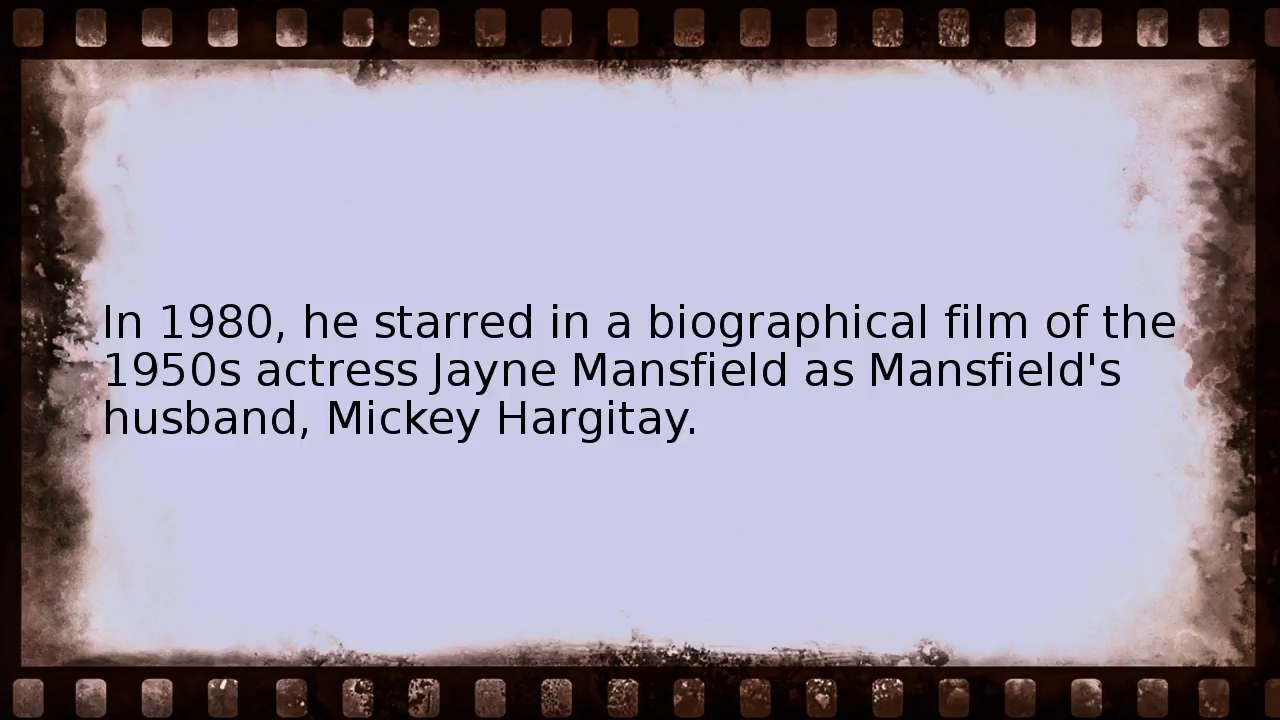 In 1980, he starred in a biographical film of the
1950s actress Jayne Mansfield as Mansfield's
husband, Mickey Hargitay.